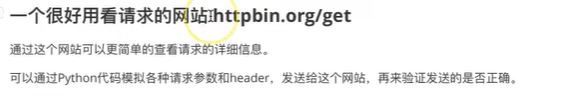 一个很好用看请求的网站httpbin.org/get
通过这个网站可以更简单的查看请求的详细信息。
可以通过Python代码模拟各种请求参数和header，发送给这个网站，再来验证发送的是否正确。